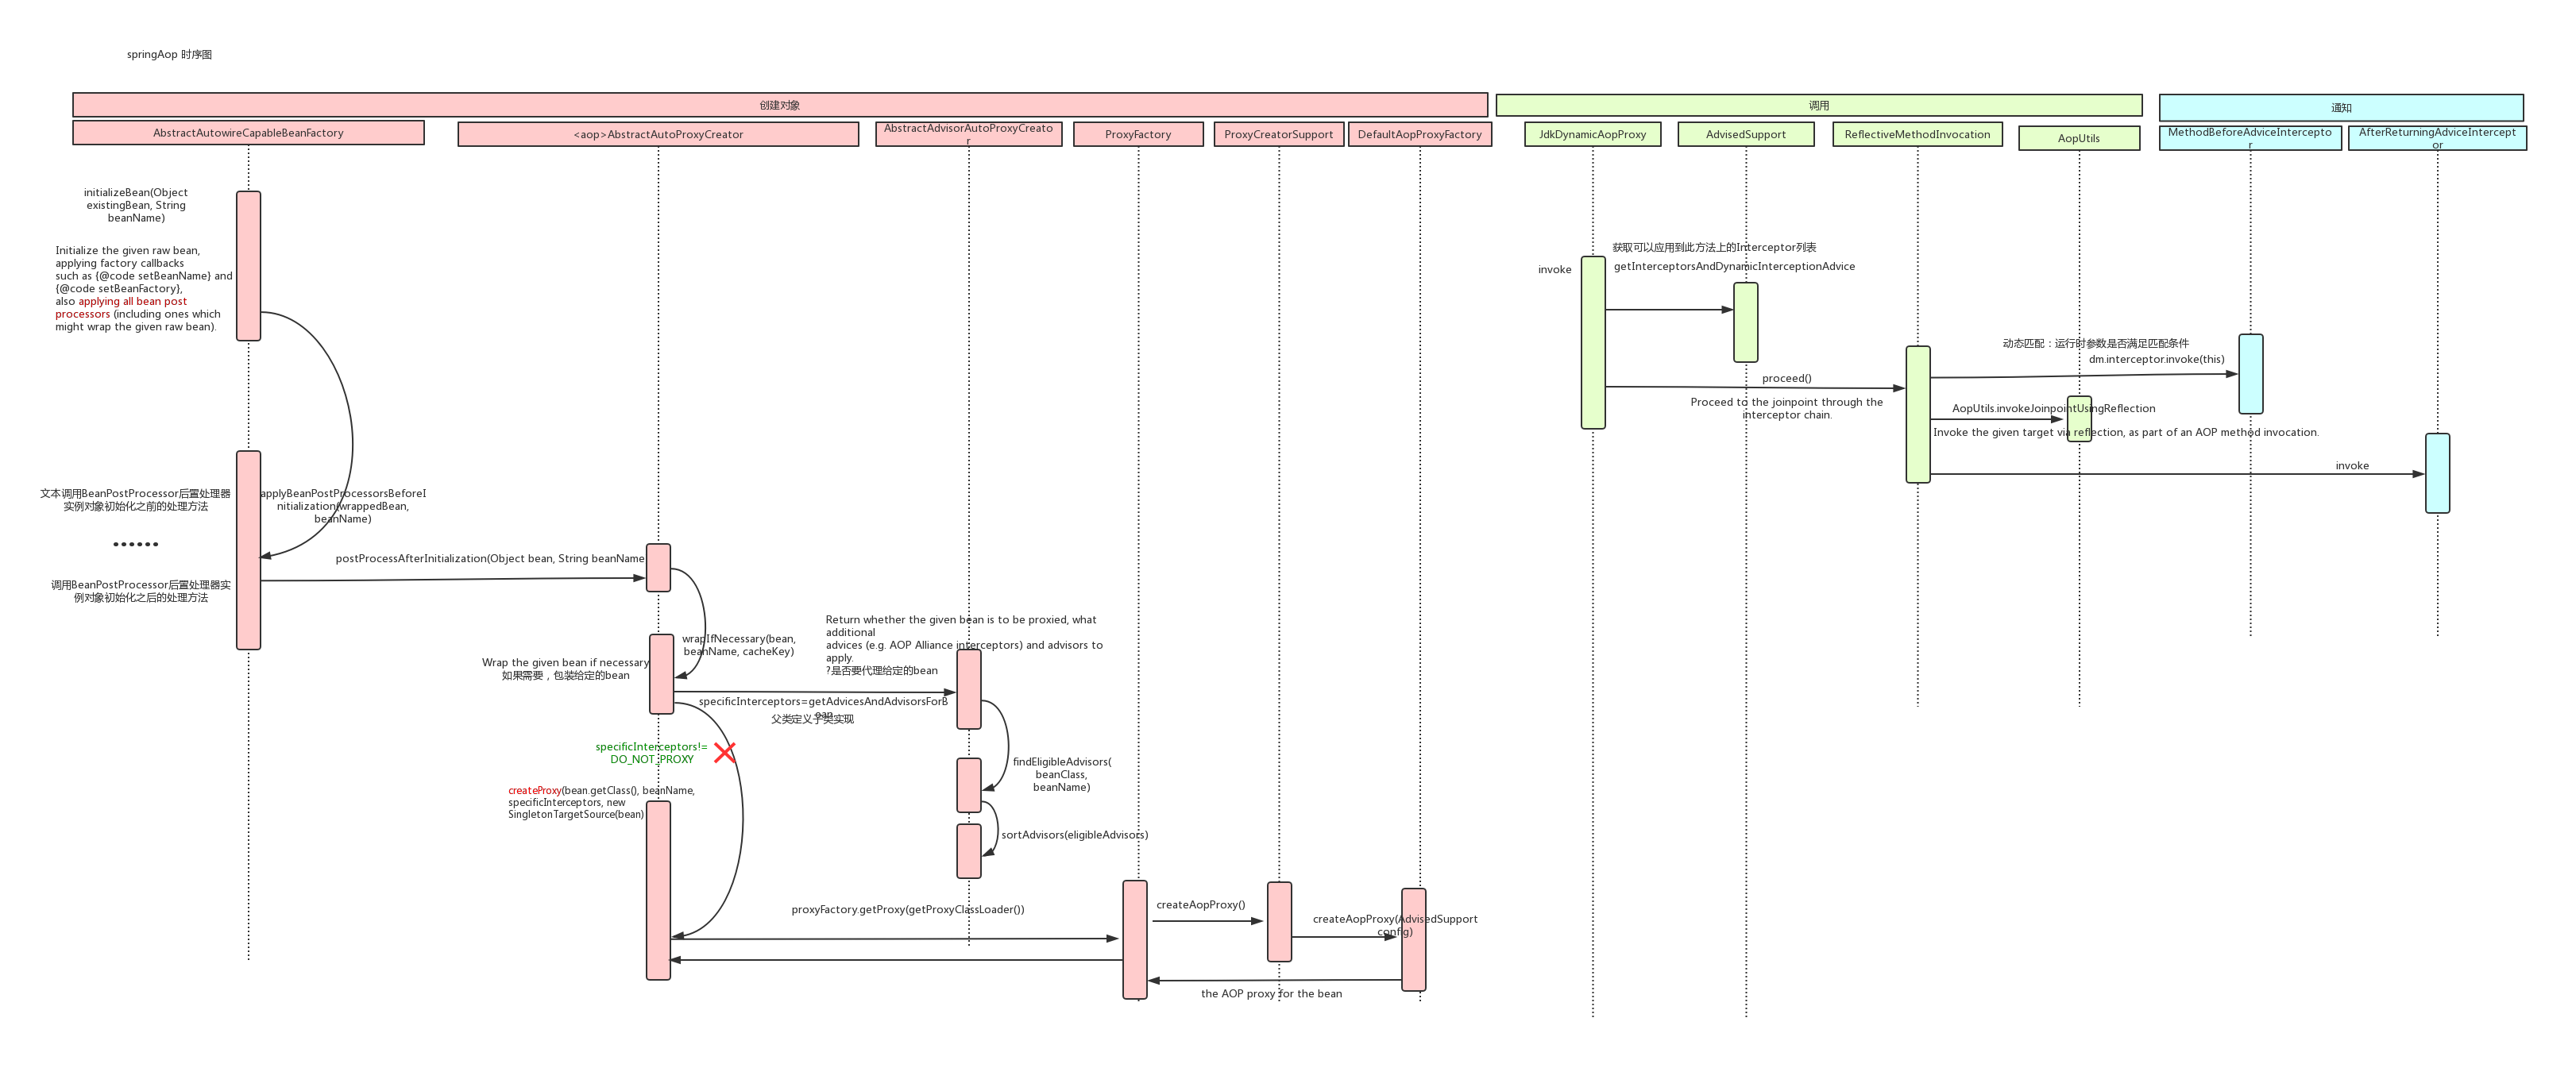 springAop 时序图
创建对象
调用
通知
AbstractAutowireCapableBeanFactory
<aop>AbstractAutoProxyCreator
AbstractAdvisorAutoProxyCreato
r
ProxyFactory
ProxyCreatorSupport
DefaultAopProxyFactory
JdkDynamicAopProxy
AdvisedSupport
ReflectiveMethodInvocation
AopUtils
MethodBeforeAdviceIntercepto
r
AfterReturningAdviceIntercept
or
initializeBean(Object
existingBean, String
beanName)
Initialize the given raw bean,
applying factory callbacks
such as {@code setBeanName} and
{@code setBeanFactory},
also applying all bean post
processors (including ones which
might wrap the given raw bean).
文本调用BeanPostProcessor后置处理器
实例对象初始化之前的处理方法
applyBeanPostProcessorsBeforeI
nitialization(wrappedBean,
beanName)
••••••
调用BeanPostProcessor后置处理器实
例对象初始化之后的处理方法
postProcessAfterInitialization(Object bean, String beanName
wrapIfNecessary(bean,
beanName, cacheKey)
Wrap the given bean if necessary
如果需要，包装给定的bean
Return whether the given bean is to be proxied, what
additional
advices (e.g. AOP Alliance interceptors) and advisors to
apply.
?是否要代理给定的bean
specificInterceptors=getAdvicesAndAdvisorsForB
ean
父类定义子类实现
specificInterceptors!=
DO_NOT_PROXY
findEligibleAdvisors(
beanClass,
beanName)
createProxy(bean.getClass(), beanName,
specificInterceptors, new
SingletonTargetSource(bean)
sortAdvisors(eligibleAdvisors)
proxyFactory.getProxy(getProxyClassLoader())
createAopProxy()
createAopProxy(AdvisedSupport
config)
the AOP proxy for the bean
获取可以应用到此方法上的Interceptor列表
invoke
getInterceptorsAndDynamicInterceptionAdvice
proceed()
Proceed to the joinpoint through the
interceptor chain.
动态匹配：运行时参数是否满足匹配条件
dm.interceptor.invoke(this)
AopUtils.invokeJoinpointUsingReflection
Invoke the given target via reflection, as part of an AOP method invocation.
invoke